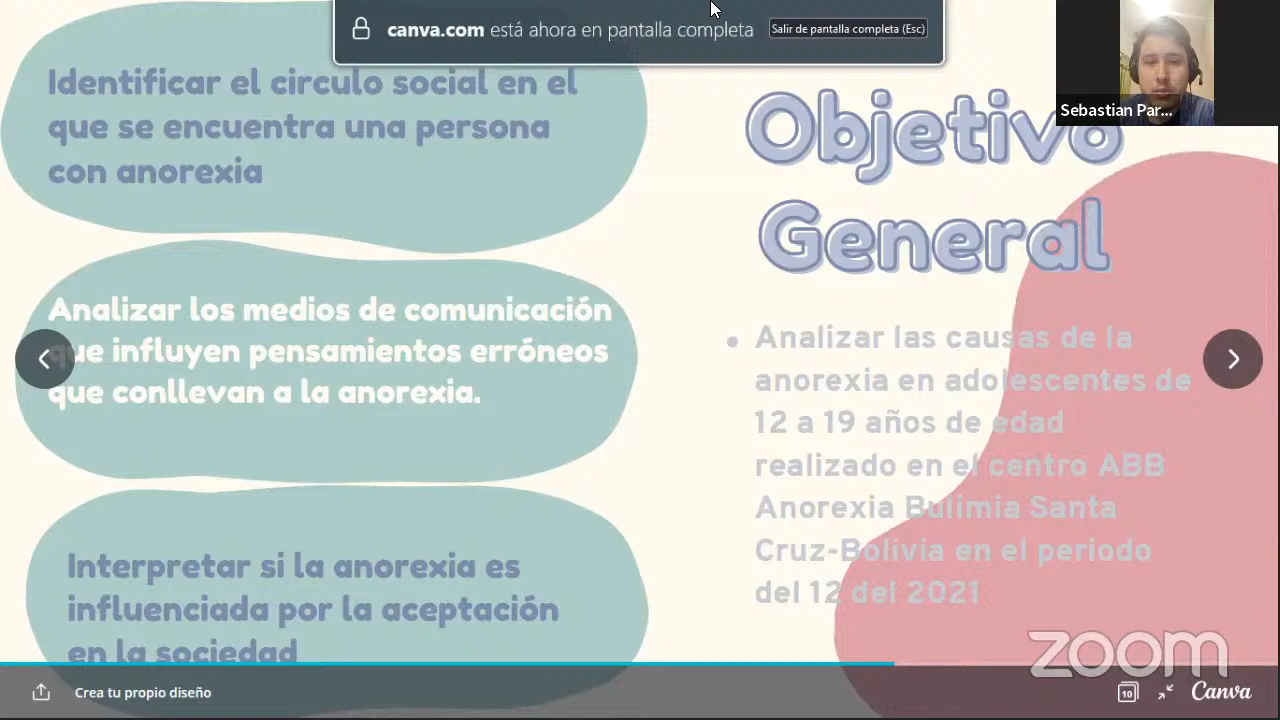 canva.com está ahora en pantalla completa
Salir de pantalla completa (Esc)
Sebastian Par...
Identificar el circulo social en el
que se encuentra una persona
con anorexia
Analizar los medios de comunicación
que influyen pensamientos erróneos
que conllevan a la anorexia.
Interpretar si la anorexia es
influenciada por la aceptación
en la sociedad
Objetivo
General
• Analizar las causas de la
anorexia en adolescentes de
12 a 19 años de edad
realizado en el centro ABB
Anorexia Bulimia Santa
Cruz-Bolivia en el periodo
del 12 del 2021
zoom
Crea tu propio diseño
10
Canva